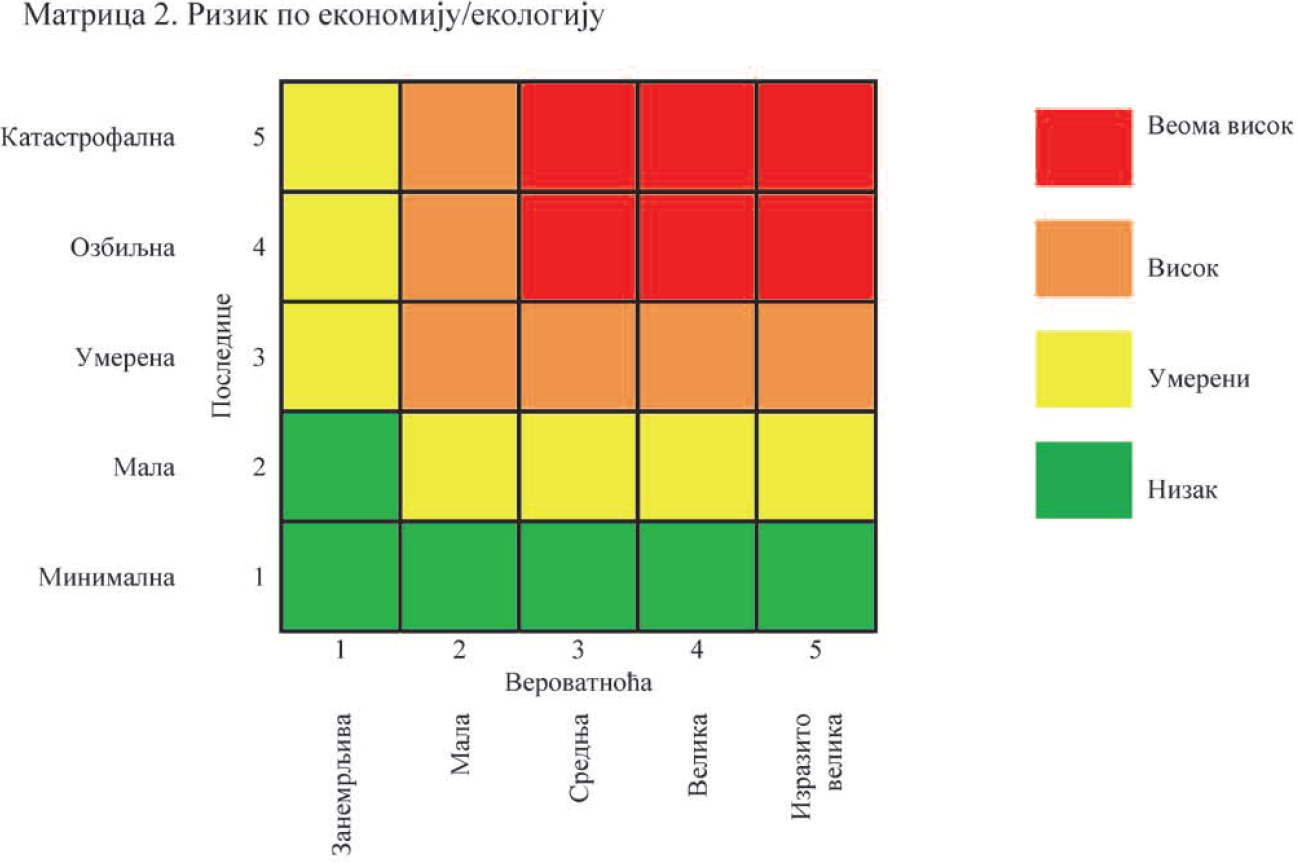 Матрица 2. Ризик по економију/екологију
Катастрофална 5
Озбиљна 4
Умерена 3
Мала 2
Минимална 1
Последице
1 2 3 4 5
Вероватноћа
Занемрљива
Мала
Средња
Велика
Изразито
велика
Веома висок
Висок
Умерени
Низак